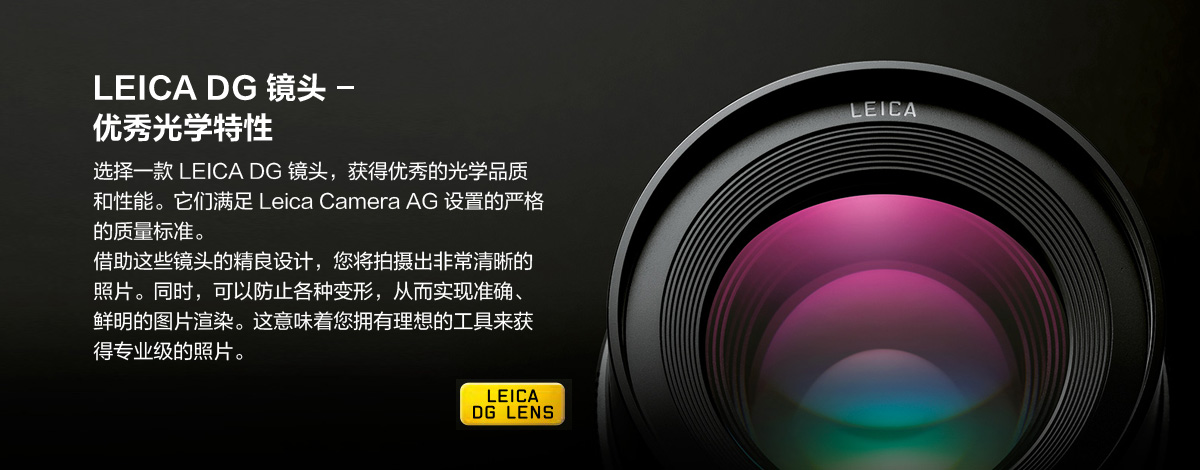 LEICA DG 镜头 –
优秀光学特性
选择一款 LEICA DG 镜头，获得优秀的光学品质
和性能。它们满足 Leica Camera AG 设置的严格
的质量标准。
借助这些镜头的精良设计，您将拍摄出非常清晰的
照片。同时，可以防止各种变形，从而实现准确、
鲜明的图片渲染。这意味着您拥有理想的工具来获
得专业级的照片。
LEICA
DG LENS
LEICA